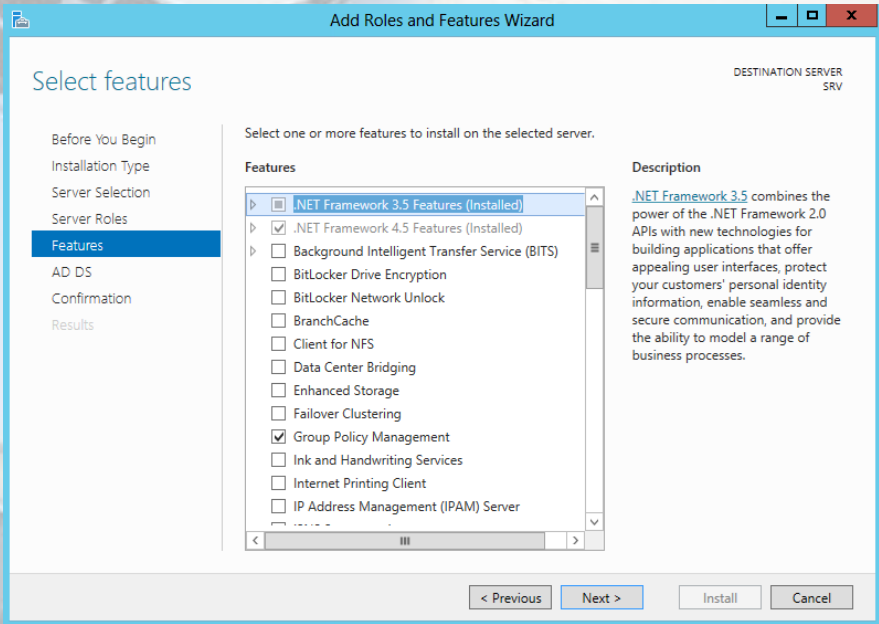 Add Roles and Features Wizard
Select features
DESTINATION SERVER
SRV
Before You Begin
Installation Type
Server Selection
Server Roles
Features
AD DS
Confirmation
Results
Select one or more features to install on the selected server.
Features
.NET Framework 3.5 Features (Installed)
.NET Framework 4.5 Features (Installed)
Background Intelligent Transfer Service (BITS)
BitLocker Drive Encryption
BitLocker Network Unlock
BranchCache
Client for NFS
Data Center Bridging
Enhanced Storage
Failover Clustering
Group Policy Management
Ink and Handwriting Services
Internet Printing Client
IP Address Management (IPAM) Server
Description
.NET Framework 3.5 combines the
power of the .NET Framework 2.0
APIs with new technologies for
building applications that offer
appealing user interfaces, protect
your customers' personal identity
information, enable seamless and
secure communication, and provide
the ability to model a range of
business processes.
< Previous
Next >
Install
Cancel